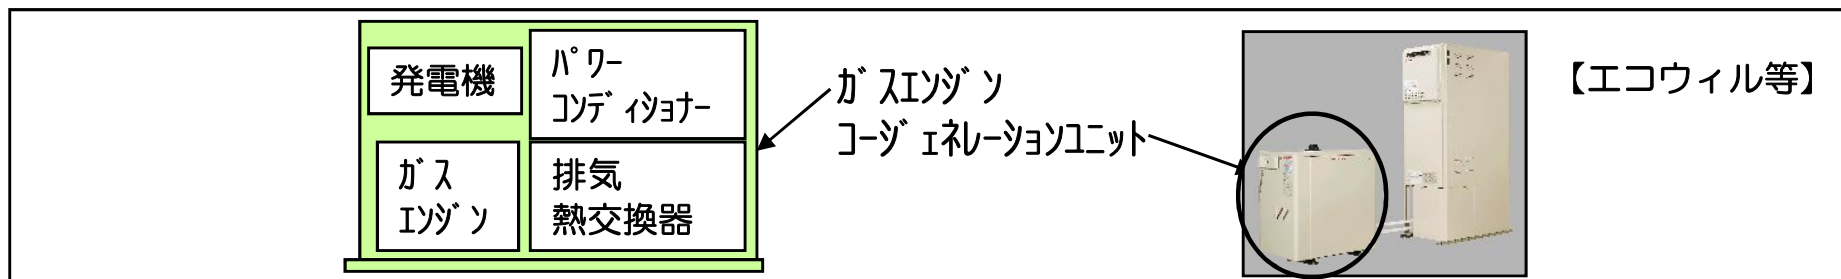 発電機
ﾊﾟﾜｰ
ｺﾝﾃﾞｨｼｮﾅｰ
ｶﾞｽ
ｴﾝｼﾞﾝ
排気
熱交換器
ｶﾞｽｴﾝｼﾞﾝ
ｺｰｼﾞｪﾈﾚｰｼｮﾝﾕﾆｯﾄ
【エコウィル等】